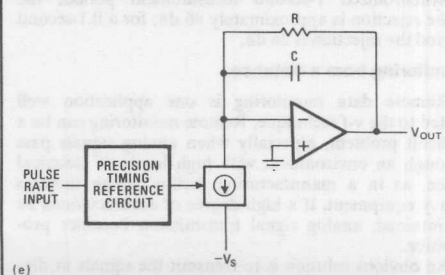 R
C
−
+
V_OUT
PULSE
RATE
INPUT
PRECISION
TIMING
REFERENCE
CIRCUIT
−V_S
(e)